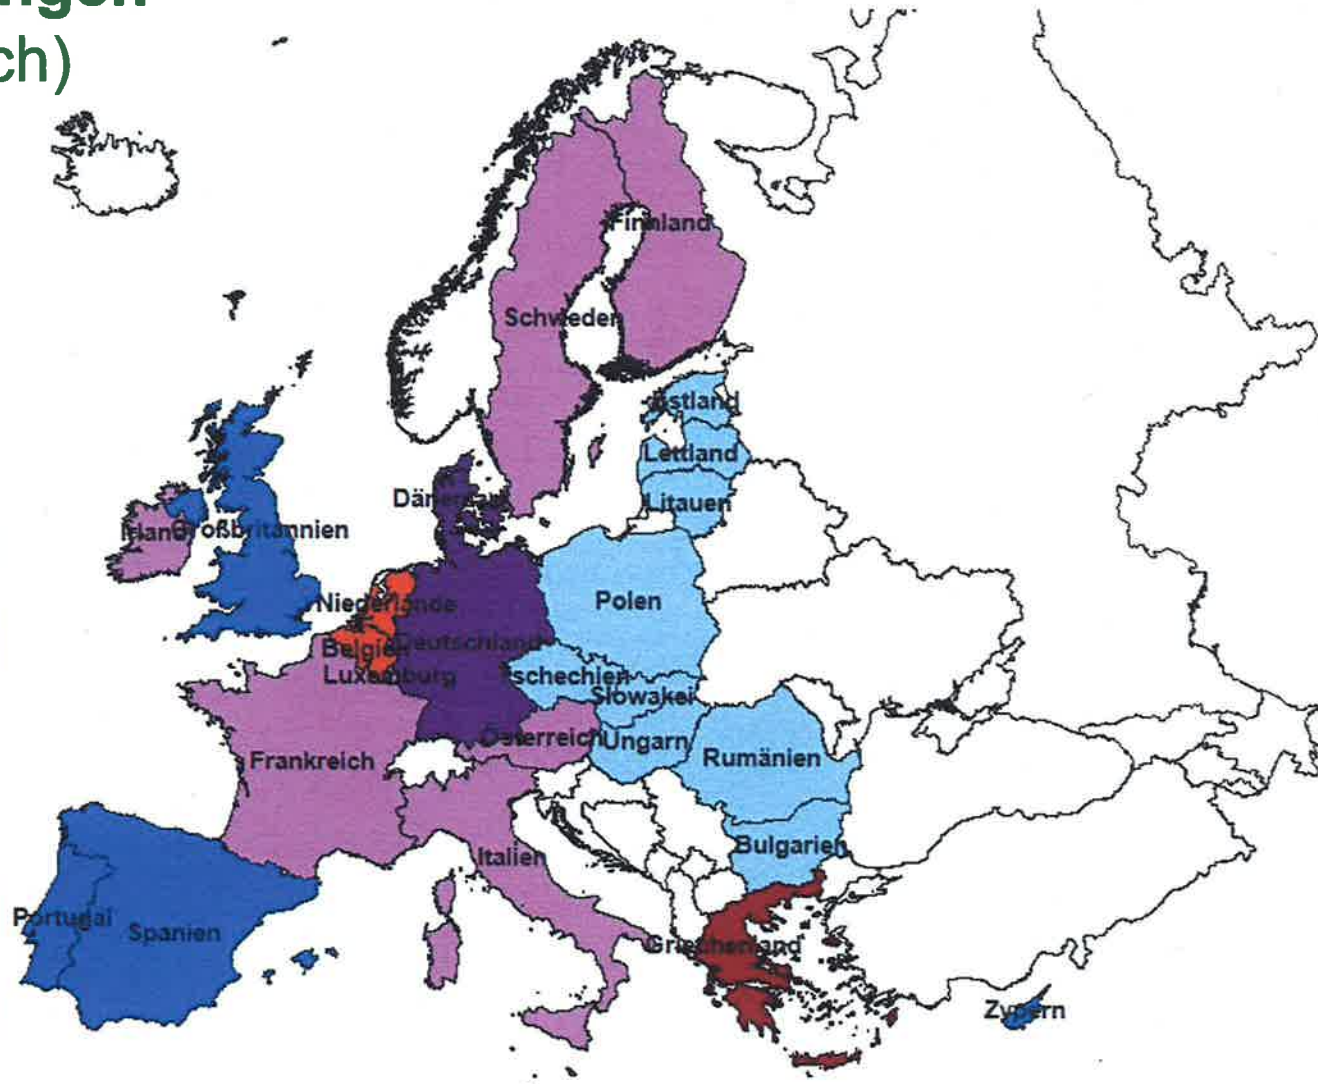 ngen
ch)
Finnland
Schweden
Estland
Lettland
Litauen
Dänemark
Irland
Großbritannien
Niederlande
Polen
Belgien
Deutschland
Luxemburg
Tschechien
Slowakei
Österreich
Ungarn
Frankreich
Rumänien
Bulgarien
Italien
Portugal
Spanien
Griechenland
Zypern